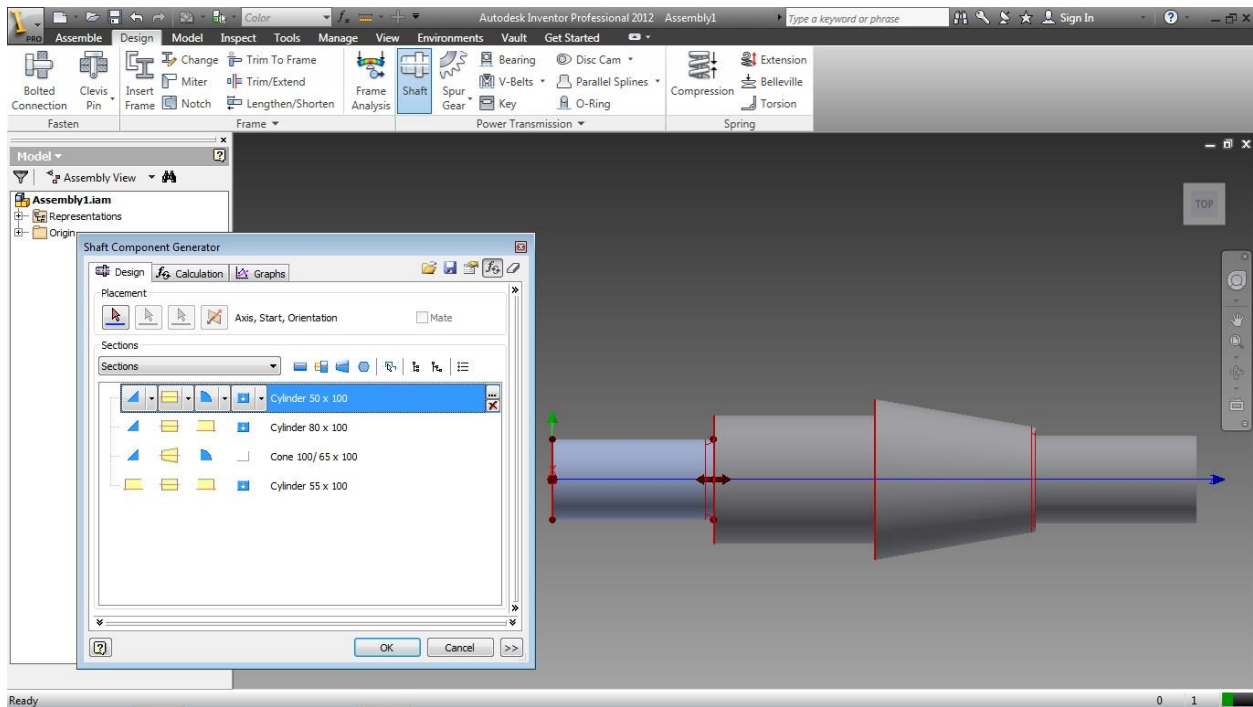 Color
Autodesk Inventor Professional 2012 Assembly1
Type a keyword or phrase
Sign In
PRO
Assemble Design Model Inspect Tools Manage View Environments Vault Get Started
Bolted Connection
Clevis Pin
Fasten
Insert Frame
Change
Miter
Notch
Trim To Frame
Trim/Extend
Lengthen/Shorten
Frame Analysis
Frame
Shaft
Spur Gear
Bearing
V-Belts
Key
Disc Cam
Parallel Splines
O-Ring
Power Transmission
Compression
Extension
Belleville
Torsion
Spring
Model
Assembly View
Assembly1.iam
Representations
Origin
TOP
Shaft Component Generator
Design Calculation Graphs
Placement
Axis, Start, Orientation
Mate
Sections
Sections
Cylinder 50 x 100
Cylinder 80 x 100
Cone 100/ 65 x 100
Cylinder 55 x 100
OK Cancel >>
Z
Ready
0 1